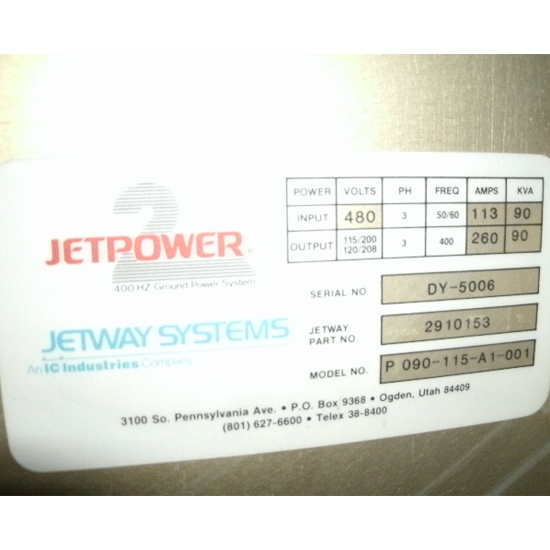 2
JETPOWER
400 HZ Ground Power System
JETWAY SYSTEMS
An IC Industries Company
POWER VOLTS PH FREQ AMPS KVA
INPUT 480 3 50/60 113 90
OUTPUT 115/200 120/208 3 400 260 90
SERIAL NO DY-5006
JETWAY PART NO. 2910153
MODEL NO. P 090-115-A1-001
3100 So. Pennsylvania Ave. • P.O. Box 9368 • Ogden, Utah 84409
(801) 627-6600 • Telex 38-8400